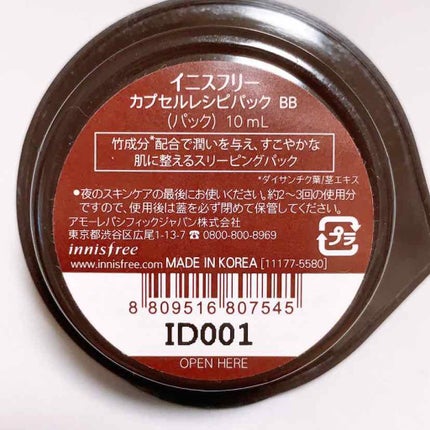 イニスフリー
カプセルレシピパック BB
(パック) 10 mL
竹成分*配合で潤いを与え、すこやかな
肌に整えるスリーピングパック
*ダイサンチク葉/茎エキス
●夜のスキンケアの最後にお使いください。約2～3回の使用分
ですので、使用後は蓋を必ず閉めて保管してください。
アモーレパシフィックジャパン株式会社
東京都渋谷区広尾1-13-7 ☎0800-800-8969
innisfree
プラ
www.innisfree.com MADE IN KOREA [11177-5580]
8 809516 807545
ID001
OPEN HERE